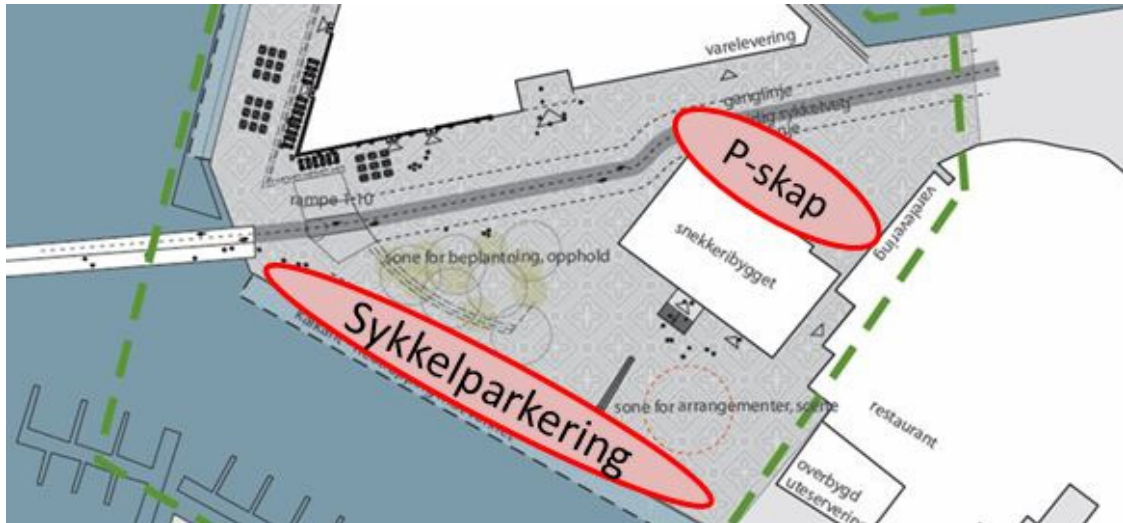 varelevering
ganglinje
sykkelveg
P-skap
rampe 1:10
varelevering
snekkeribygget
sone for beplantning, opphold
Sykkelparkering
sone for arrangementer, scene
restaurant
overbygd
uteservering